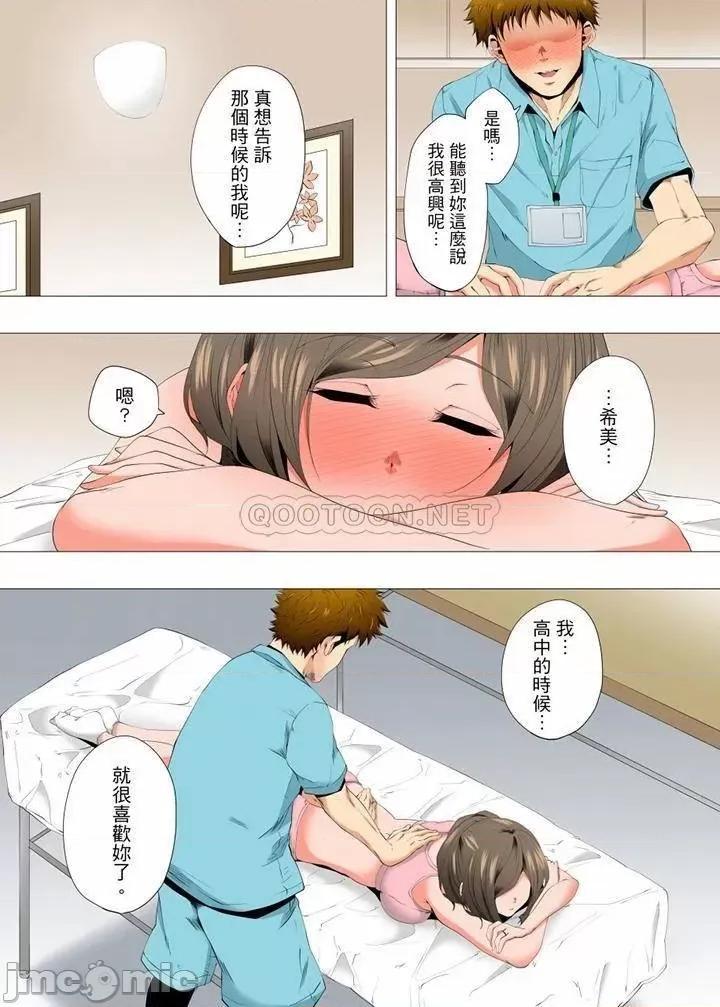 是嗎…
能聽到妳這麼說
我很高興呢…
真想告訴
那個時候的我呢…
…希美…
嗯？
QOOTOON.NET
我…
高中的時候…
就很喜歡妳了。
jmcomic